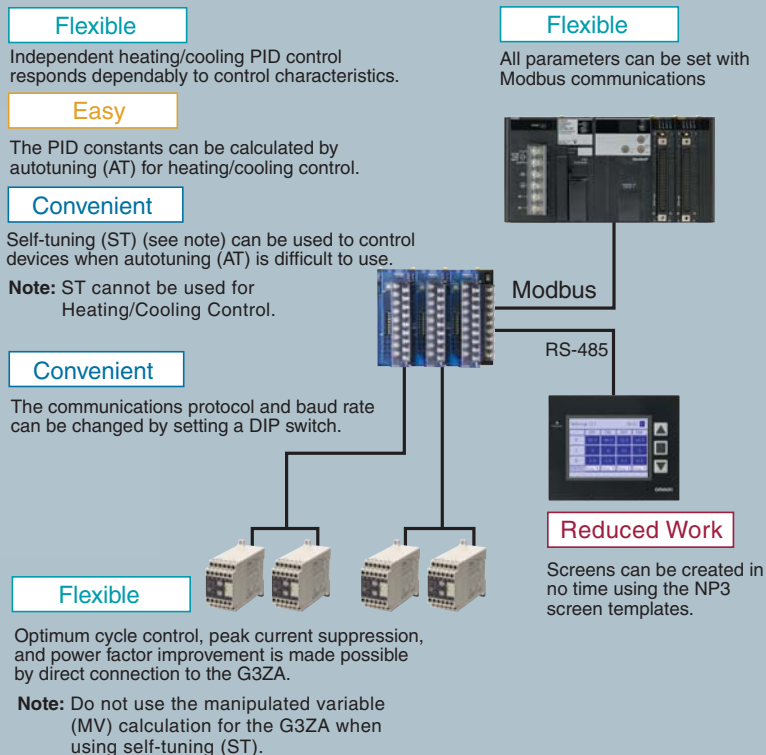 Flexible
Independent heating/cooling PID control
responds dependably to control characteristics.
Easy
The PID constants can be calculated by
autotuning (AT) for heating/cooling control.
Convenient
Self-tuning (ST) (see note) can be used to control
devices when autotuning (AT) is difficult to use.
Note: ST cannot be used for
Heating/Cooling Control.
Convenient
The communications protocol and baud rate
can be changed by setting a DIP switch.
Flexible
All parameters can be set with
Modbus communications
Modbus
RS-485
Reduced Work
Screens can be created in
no time using the NP3
screen templates.
Flexible
Optimum cycle control, peak current suppression,
and power factor improvement is made possible
by direct connection to the G3ZA.
Note: Do not use the manipulated variable
(MV) calculation for the G3ZA when
using self-tuning (ST).